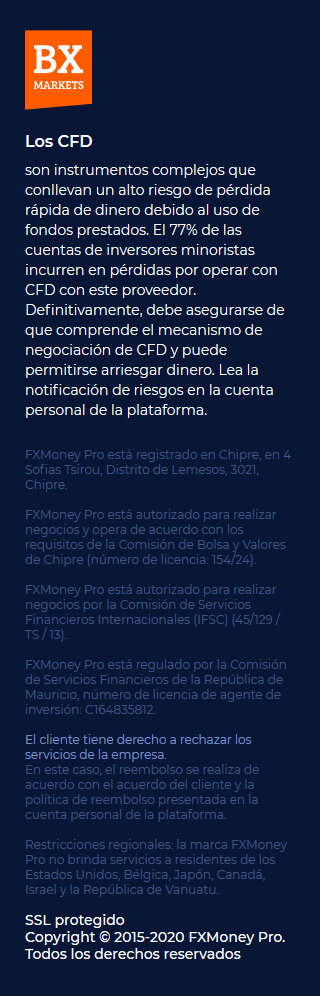 BX
MARKETS
Los CFD
son instrumentos complejos que
conllevan un alto riesgo de pérdida
rápida de dinero debido al uso de
fondos prestados. El 77% de las
cuentas de inversores minoristas
incurren en pérdidas por operar con
CFD con este proveedor.
Definitivamente, debe asegurarse de
que comprende el mecanismo de
negociación de CFD y puede
permitirse arriesgar dinero. Lea la
notificación de riesgos en la cuenta
personal de la plataforma.
FXMoney Pro está registrado en Chipre, en 4
Sofias Tsirou, Distrito de Lemesos, 3021,
Chipre.
FXMoney Pro está autorizado para realizar
negocios y opera de acuerdo con los
requisitos de la Comisión de Bolsa y Valores
de Chipre (número de licencia: 154/24).
FXMoney Pro está autorizado para realizar
negocios por la Comisión de Servicios
Financieros Internacionales (IFSC) (45/129 /
TS / 13).
FXMoney Pro está regulado por la Comisión
de Servicios Financieros de la República de
Mauricio, número de licencia de agente de
inversión: C164835812.
El cliente tiene derecho a rechazar los
servicios de la empresa.
En este caso, el reembolso se realiza de
acuerdo con el acuerdo del cliente y la
política de reembolso presentada en la
cuenta personal de la plataforma.
Restricciones regionales: la marca FXMoney
Pro no brinda servicios a residentes de los
Estados Unidos, Bélgica, Japón, Canadá,
Israel y la República de Vanuatu.
SSL protegido
Copyright © 2015-2020 FXMoney Pro.
Todos los derechos reservados